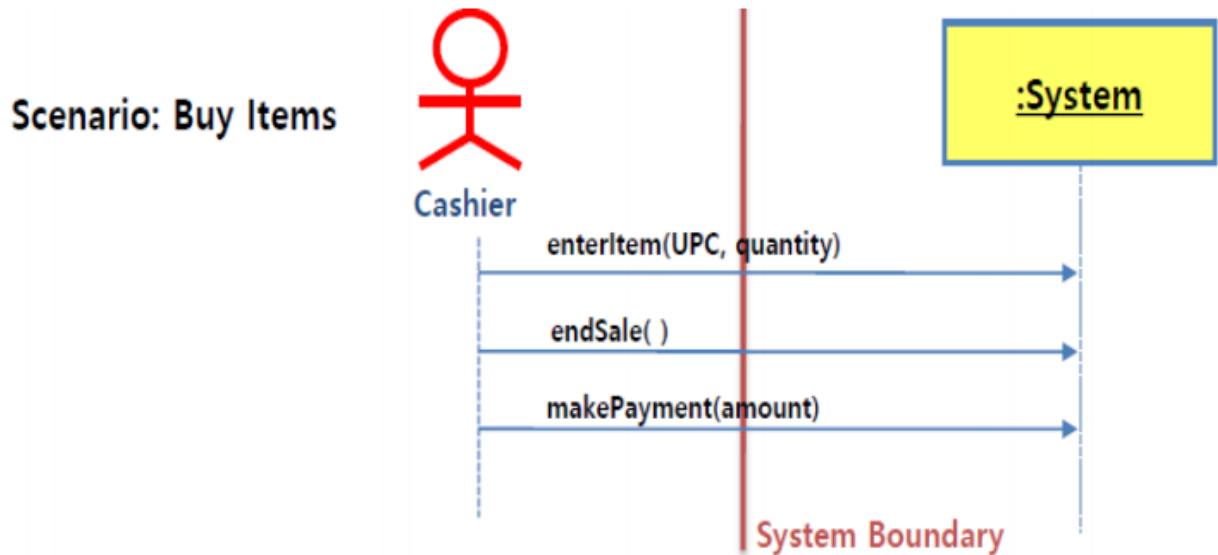 :System
Scenario: Buy Items
Cashier
enterItem(UPC, quantity)
endSale( )
makePayment(amount)
System Boundary